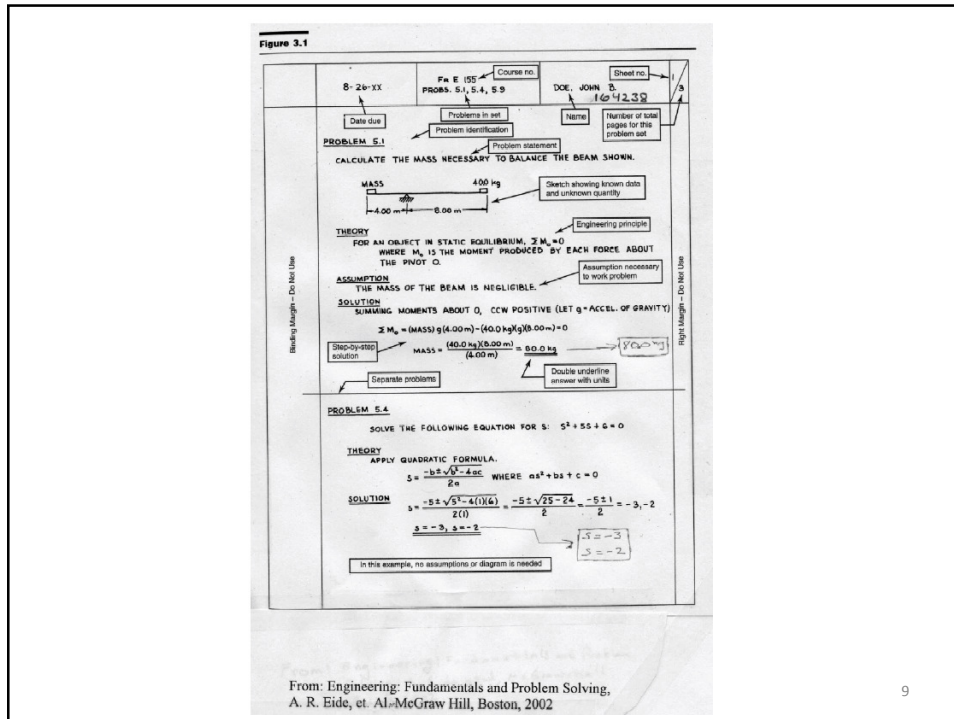 Figure 3.1
8-26-XX
Date due
Fn E 155
PROBS. 5.1, 5.4, 5.9
Course no.
Problems in set
DOE, JOHN B.
164238
Name
Sheet no.
1
3
Number of total
pages for this
problem set
PROBLEM 5.1
Problem identification
Problem statement
CALCULATE THE MASS NECESSARY TO BALANCE THE BEAM SHOWN.
MASS
40.0 kg
4.00 m
8.00 m
Sketch showing known data
and unknown quantity
Engineering principle
THEORY
FOR AN OBJECT IN STATIC EQUILIBRIUM, ΣMₒ=0
WHERE Mₒ IS THE MOMENT PRODUCED BY EACH FORCE ABOUT
THE PIVOT O.
Assumption necessary
to work problem
ASSUMPTION
THE MASS OF THE BEAM IS NEGLIGIBLE.
SOLUTION
SUMMING MOMENTS ABOUT O, CCW POSITIVE (LET g = ACCEL. OF GRAVITY)
ΣMₒ = (MASS) g(4.00 m) - (40.0 kg)(g)(8.00 m) = 0
Step-by-step
solution
MASS = (40.0 kg)(8.00 m) / (4.00 m) = 80.0 kg
80.0 kg
Double underline
answer with units
Separate problems
Binding Margin – Do Not Use
Right Margin – Do Not Use
PROBLEM 5.4
SOLVE THE FOLLOWING EQUATION FOR S: S² + 5S + 6 = 0
THEORY
APPLY QUADRATIC FORMULA.
S = -b ± √b² - 4ac / 2a WHERE as² + bs + c = 0
SOLUTION
S = -5 ± √5² - 4(1)(6) / 2(1) = -5 ± √25 - 24 / 2 = -5 ± 1 / 2 = -3, -2
S = -3, S = -2
S = -3
S = -2
In this example, no assumptions or diagram is needed
From: Engineering: Fundamentals and Problem Solving,
A. R. Eide, et. Al. McGraw Hill, Boston, 2002
9